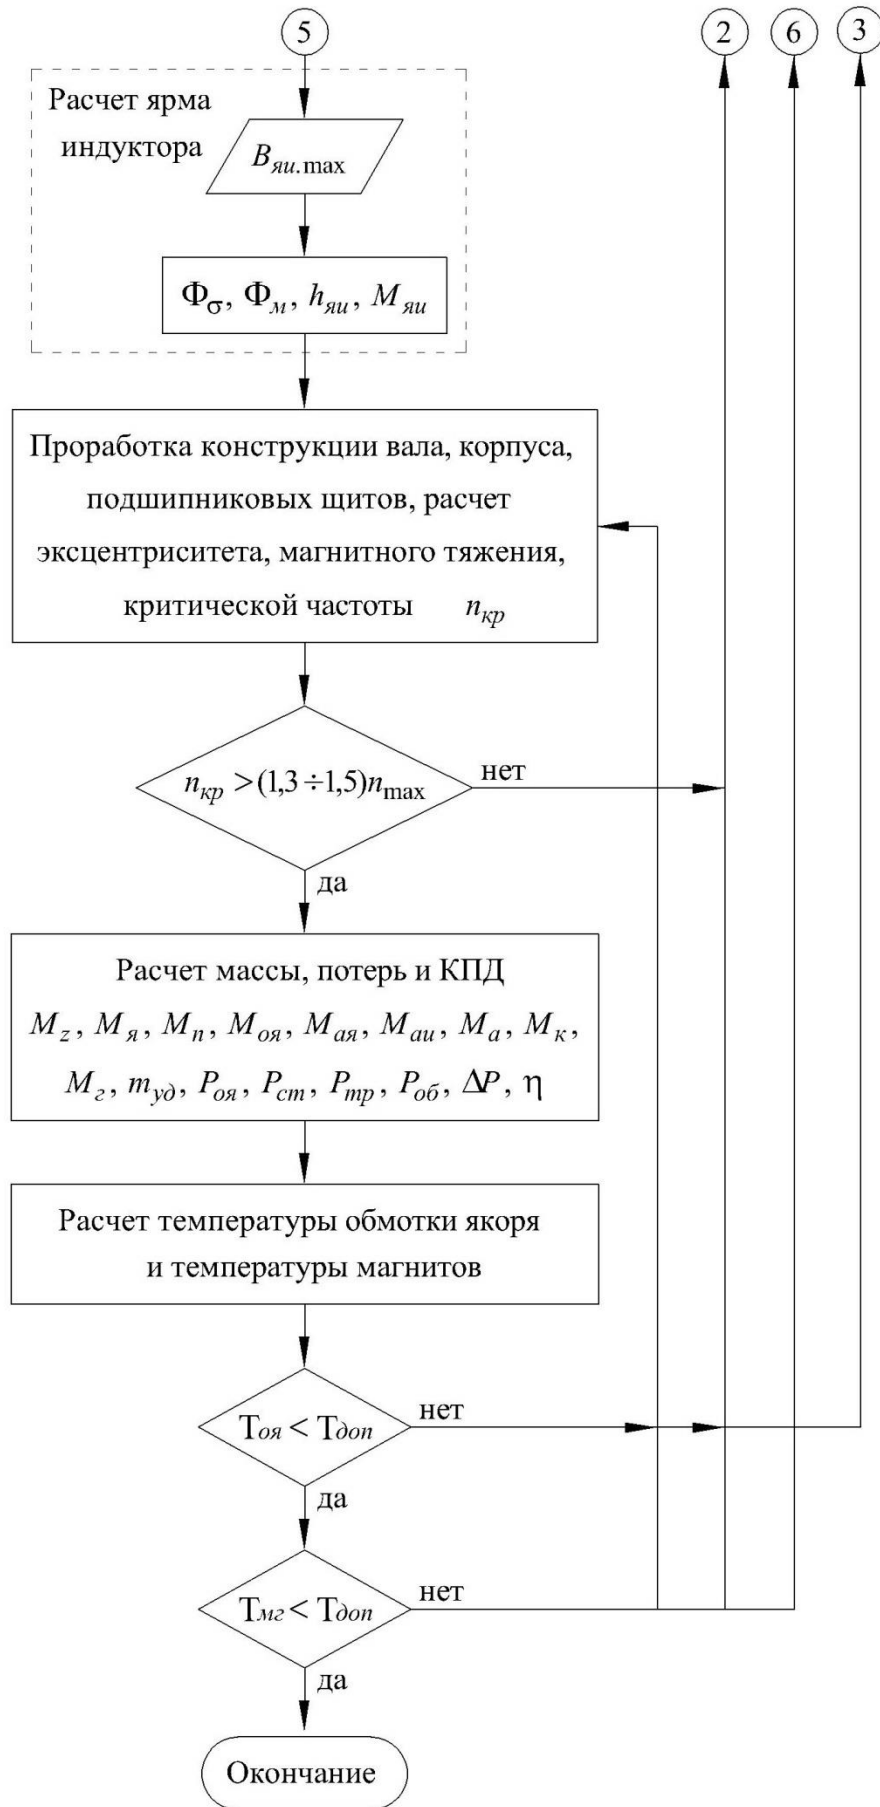 5
2
6
3
Расчет ярма
индуктора
Bяи.max
Φσ, Φм, hяи, Mяи
Проработка конструкции вала, корпуса,
подшипниковых щитов, расчет
эксцентриситета, магнитного тяжения,
критической частоты nкр
nкр >(1,3÷1,5)nmax
нет
да
Расчет массы, потерь и КПД
Mz, Mя, Mп, Mоя, Mая, Mаи, Mа, Mк,
Mг, mуд, Pоя, Pст, Pтр, Pоб, ΔP, η
Расчет температуры обмотки якоря
и температуры магнитов
Tоя < Tдоп
нет
да
Tмг < Tдоп
нет
да
Окончание